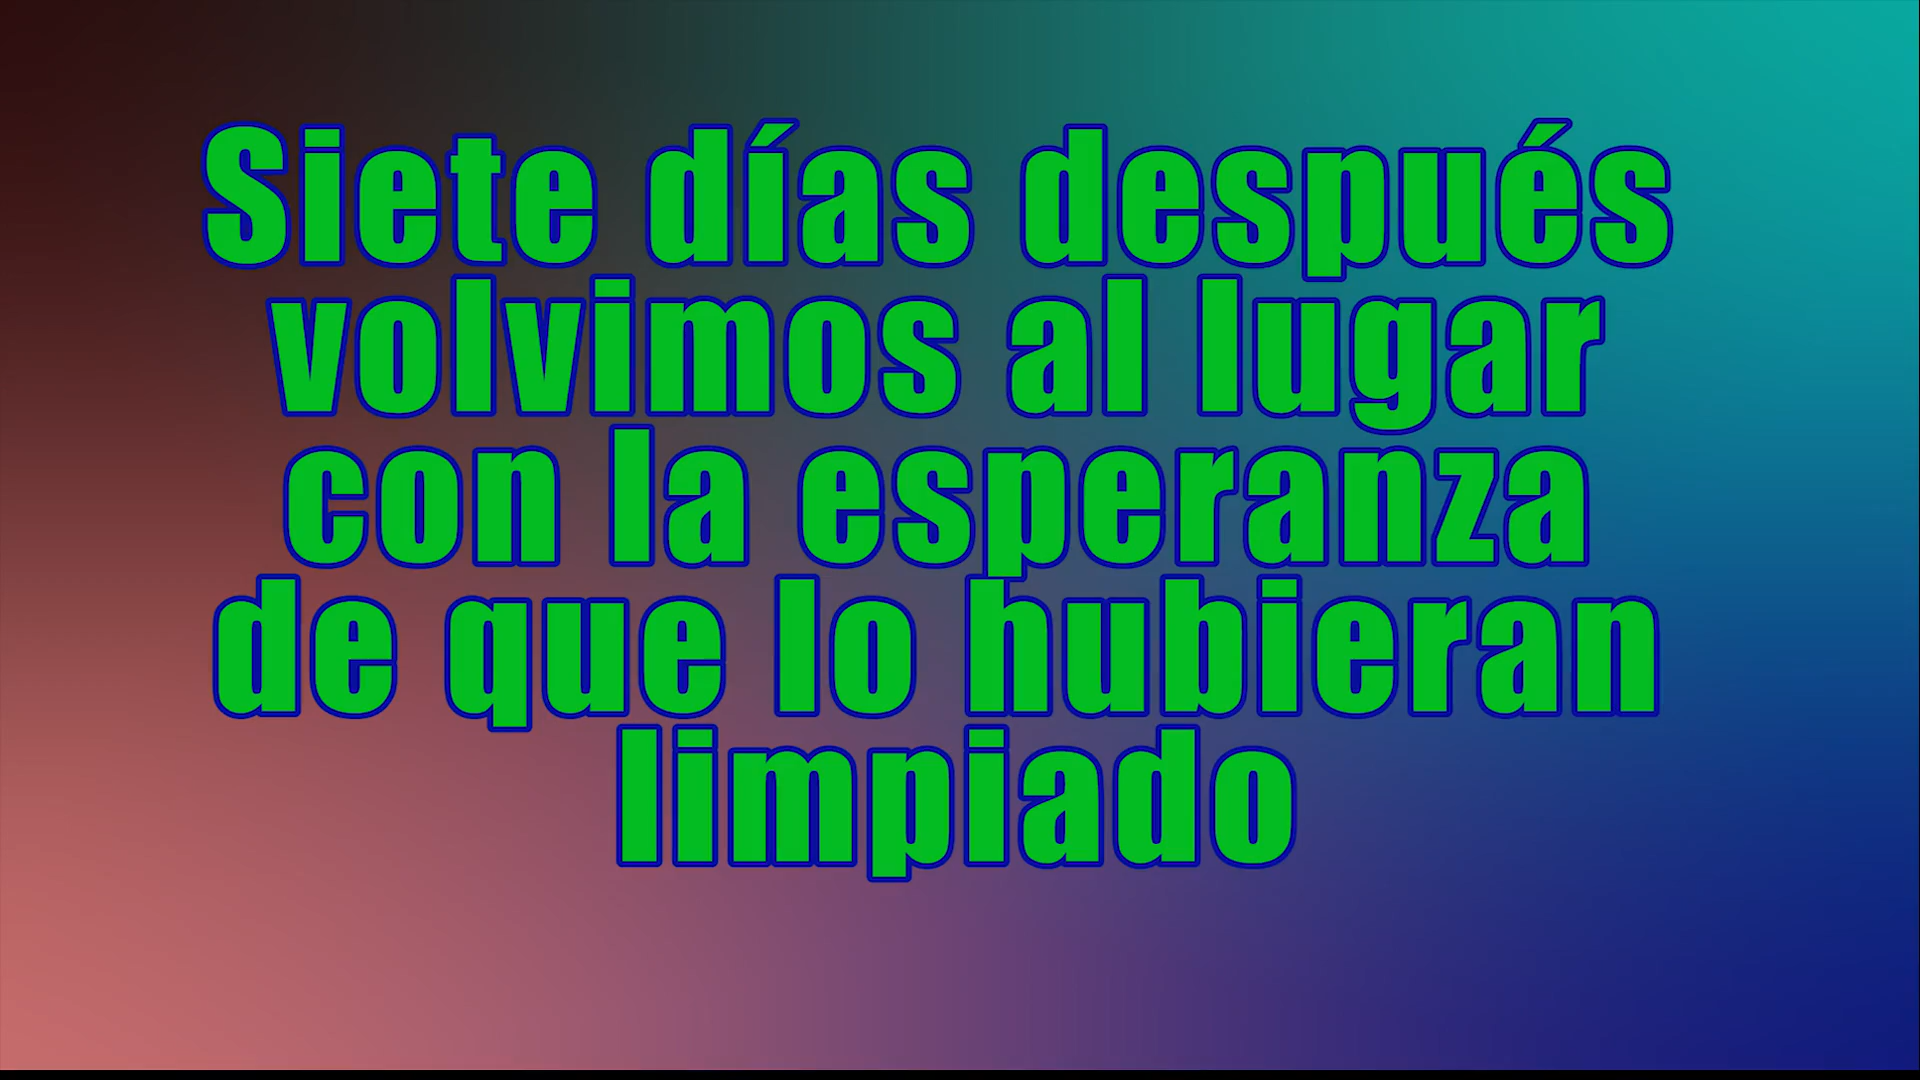 Siete días después
volvimos al lugar
con la esperanza
de que lo hubieran
limpiado